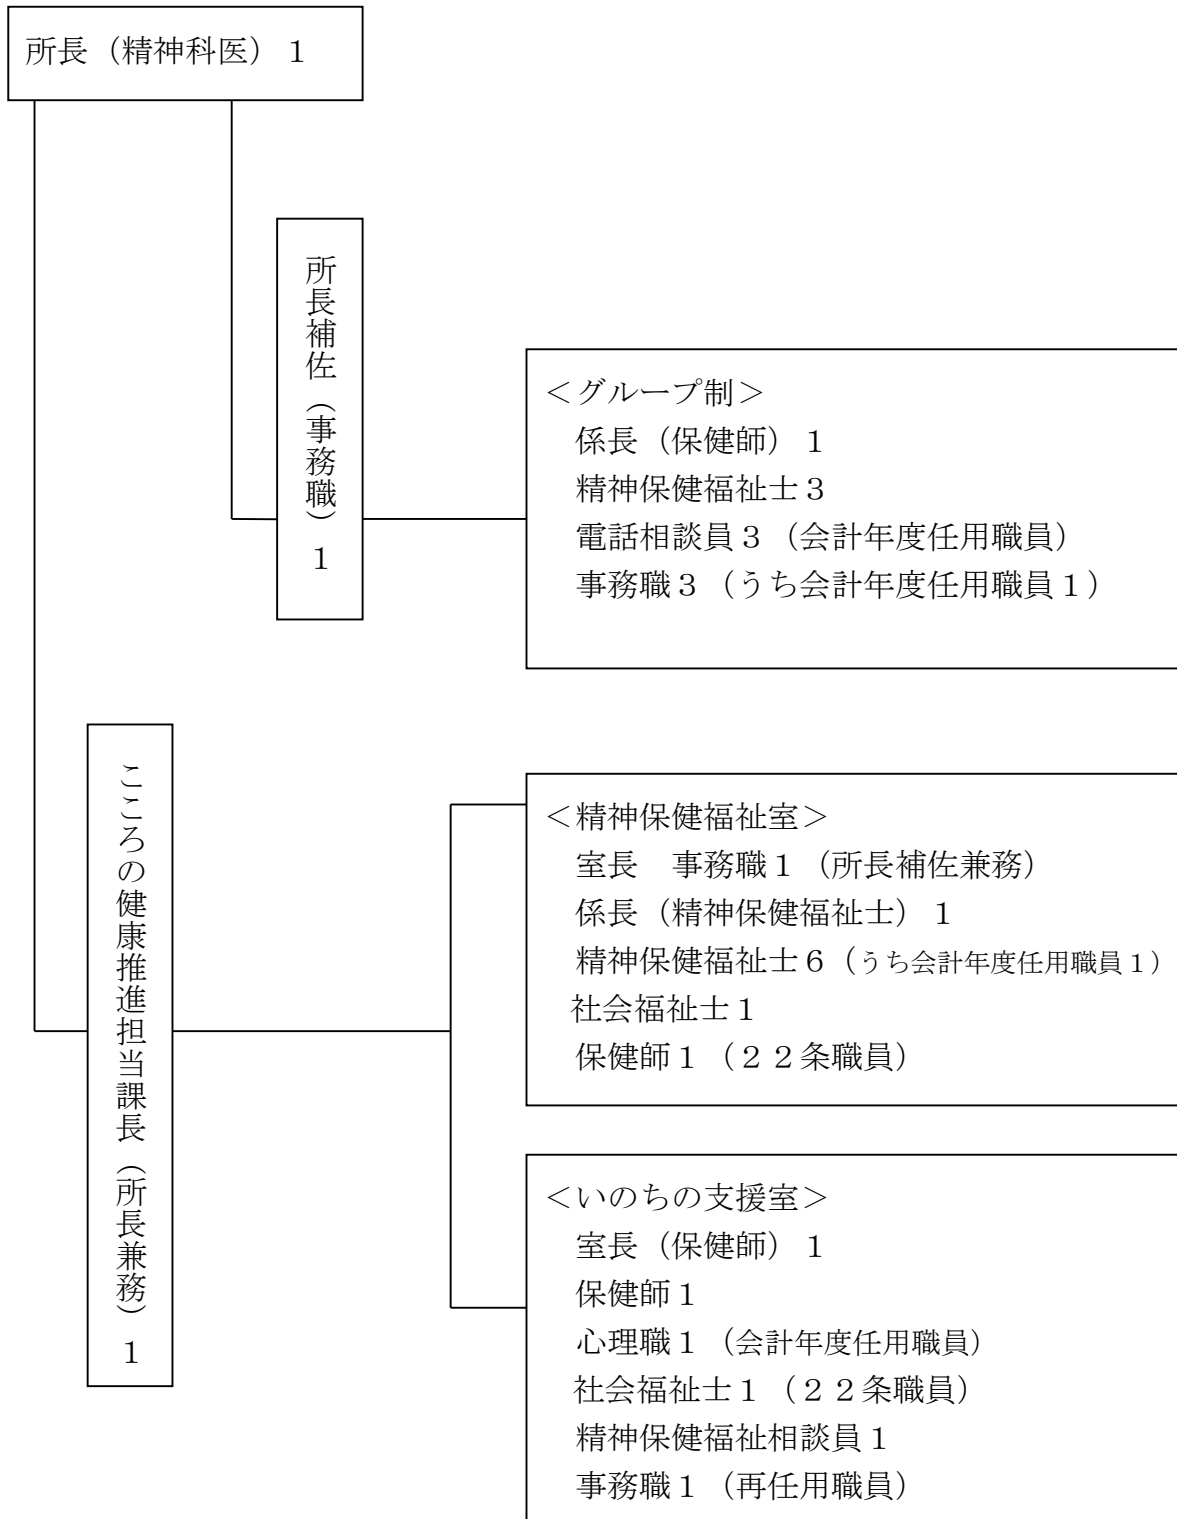 所長（精神科医）１
所長補佐（事務職）１
＜グループ制＞
係長（保健師）１
精神保健福祉士３
電話相談員３（会計年度任用職員）
事務職３（うち会計年度任用職員１）
こころの健康推進担当課長（所長兼務）１
＜精神保健福祉室＞
室長　事務職１（所長補佐兼務）
係長（精神保健福祉士）１
精神保健福祉士６（うち会計年度任用職員１）
社会福祉士１
保健師１（２２条職員）
＜いのちの支援室＞
室長（保健師）１
保健師１
心理職１（会計年度任用職員）
社会福祉士１（２２条職員）
精神保健福祉相談員１
事務職１（再任用職員）